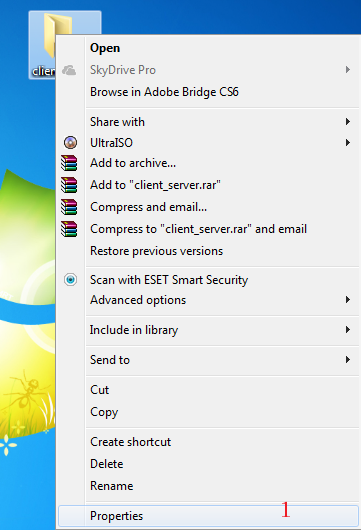 clien
Open
SkyDrive Pro
Browse in Adobe Bridge CS6
Share with
UltraISO
Add to archive...
Add to "client_server.rar"
Compress and email...
Compress to "client_server.rar" and email
Restore previous versions
Scan with ESET Smart Security
Advanced options
Include in library
Send to
Cut
Copy
Create shortcut
Delete
Rename
Properties 1